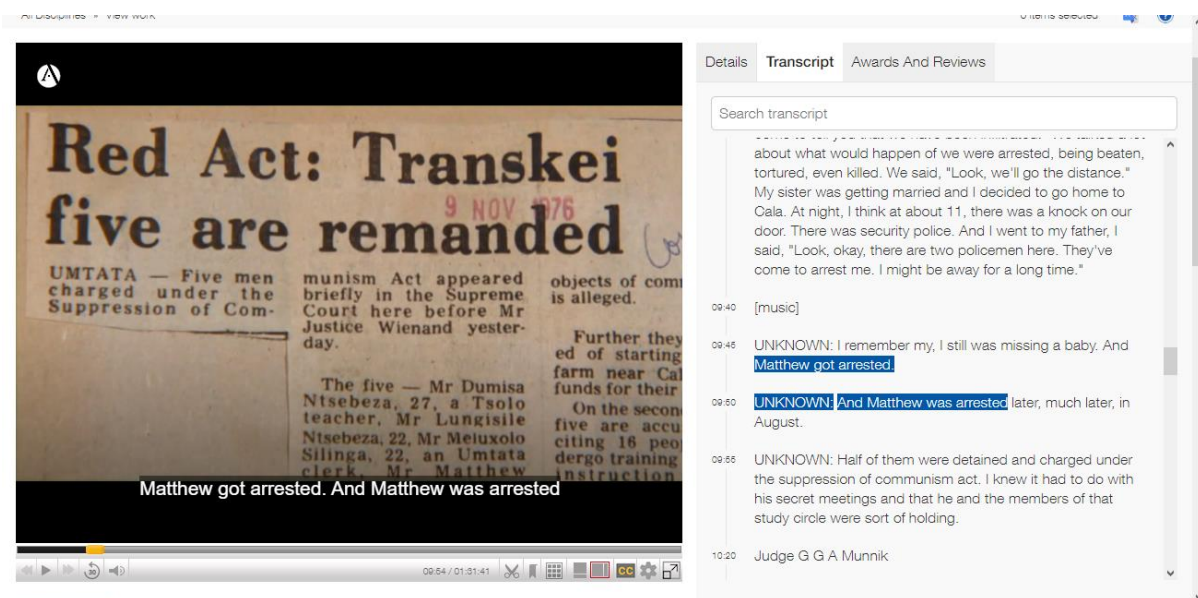 All Disciplines » View work
0 items selected
Red Act: Transkei
five are remanded
9 NOV 1976
UMTATA — Five men
charged under the
Suppression of Com-
munism Act appeared
briefly in the Supreme
Court here before Mr
Justice Wienand yester-
day.
The five — Mr Dumisa
Ntsebeza, 27, a Tsolo
teacher, Mr Lungisile
Ntsebeza, 22, Mr Meluxolo
Silinga, 22, an Umtata
clerk, Mr Matthew
objects of com
is alleged.
Further they
ed of starting
farm near Cal
funds for their
On the secon
five are accu
citing 16 peo
dergo training
instruction
Matthew got arrested. And Matthew was arrested
30
09:54 / 01:31:41
CC
Details
Transcript
Awards And Reviews
Search transcript
about what would happen of we were arrested, being beaten,
tortured, even killed. We said, "Look, we'll go the distance."
My sister was getting married and I decided to go home to
Cala. At night, I think at about 11, there was a knock on our
door. There was security police. And I went to my father, I
said, "Look, okay, there are two policemen here. They've
come to arrest me. I might be away for a long time."
09:40 [music]
09:45 UNKNOWN: I remember my, I still was missing a baby. And
Matthew got arrested.
09:50 UNKNOWN: And Matthew was arrested later, much later, in
August.
09:55 UNKNOWN: Half of them were detained and charged under
the suppression of communism act. I knew it had to do with
his secret meetings and that he and the members of that
study circle were sort of holding.
10:20 Judge G G A Munnik